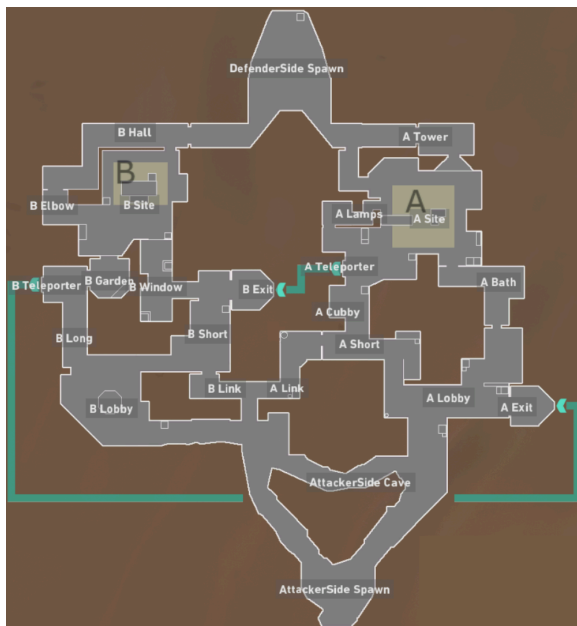 DefenderSide Spawn
B Hall
A Tower
B
A
B Elbow
B Site
A Lamps
A Site
A Teleporter
B Teleporter
B Garden
B Window
B Exit
A Bath
A Cubby
B Long
B Short
A Short
B Link
A Link
B Lobby
A Lobby
A Exit
AttackerSide Cave
AttackerSide Spawn